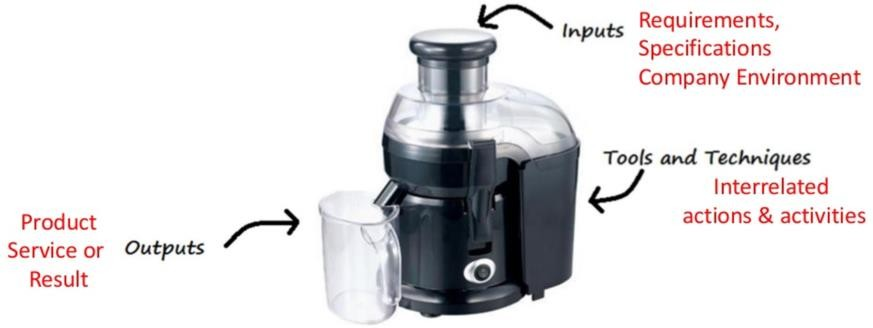 Inputs
Requirements,
Specifications
Company Environment
Tools and Techniques
Interrelated
actions & activities
Product
Service or
Result
Outputs